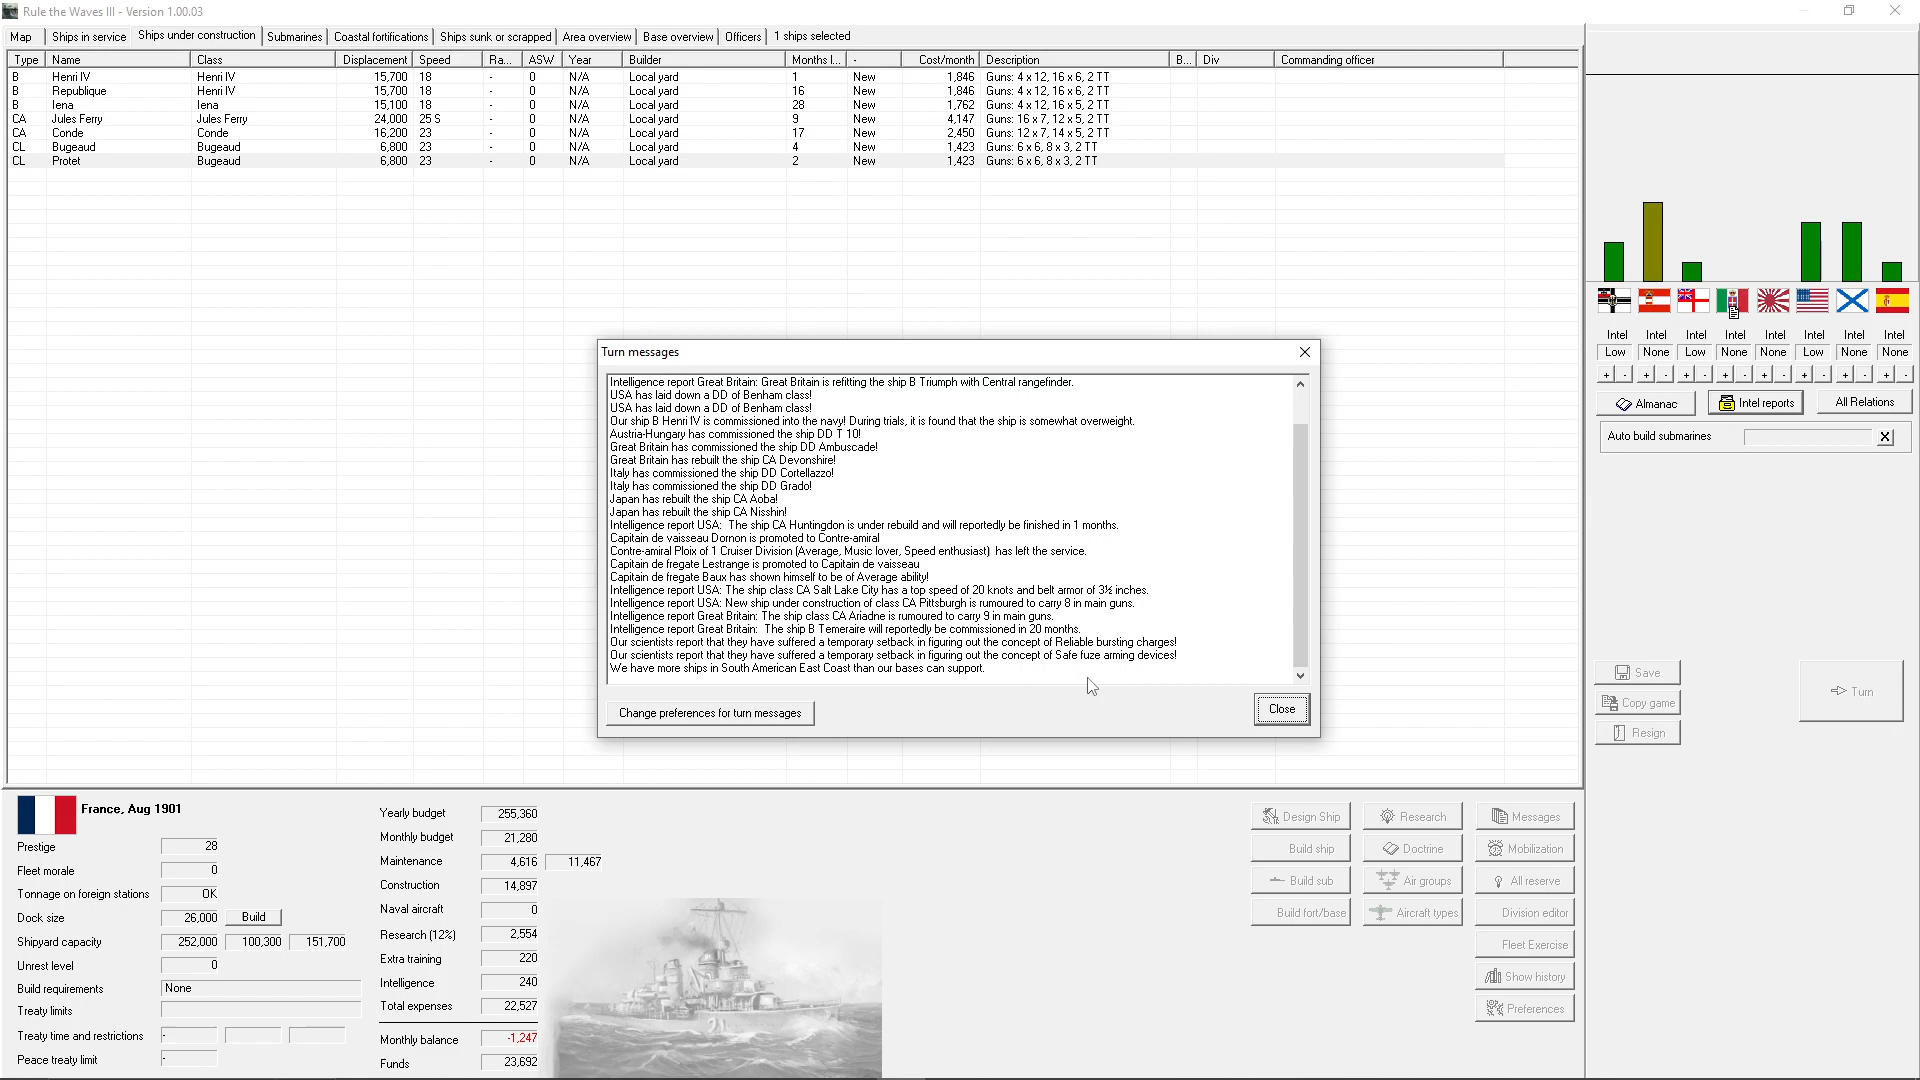 Rule the Waves III - Version 1.00.03
Map Ships in service Ships under construction Submarines Coastal fortifications Ships sunk or scrapped Area overview Base overview Officers 1 ships selected
Type Name Class Displacement Speed Ra... ASW Year Builder Months l... - Cost/month Description B... Div Commanding officer
B Henri IV Henri IV 15,700 18 - 0 N/A Local yard 1 New 1,846 Guns: 4 x 12, 16 x 6, 2 TT
B Republique Henri IV 15,700 18 - 0 N/A Local yard 16 New 1,846 Guns: 4 x 12, 16 x 6, 2 TT
B Iena Iena 15,100 18 - 0 N/A Local yard 28 New 1,762 Guns: 4 x 12, 16 x 5, 2 TT
CA Jules Ferry Jules Ferry 24,000 25 S - 0 N/A Local yard 9 New 4,147 Guns: 16 x 7, 12 x 5, 2 TT
CA Conde Conde 16,200 23 - 0 N/A Local yard 17 New 2,450 Guns: 12 x 7, 14 x 5, 2 TT
CL Bugeaud Bugeaud 6,800 23 - 0 N/A Local yard 4 New 1,423 Guns: 6 x 6, 8 x 3, 2 TT
CL Protet Bugeaud 6,800 23 - 0 N/A Local yard 2 New 1,423 Guns: 6 x 6, 8 x 3, 2 TT
Intel Intel Intel Intel Intel Intel Intel Intel
Low None Low None None Low None None
+ - + - + - + - + - + - + - + -
Almanac Intel reports All Relations
Auto build submarines X
Turn messages
Intelligence report Great Britain: Great Britain is refitting the ship B Triumph with Central rangefinder.
USA has laid down a DD of Benham class!
USA has laid down a DD of Benham class!
Our ship B Henri IV is commissioned into the navy! During trials, it is found that the ship is somewhat overweight.
Austria-Hungary has commissioned the ship DD T 10!
Great Britain has commissioned the ship DD Ambuscade!
Great Britain has rebuilt the ship CA Devonshire!
Italy has commissioned the ship DD Cortellazzo!
Italy has commissioned the ship DD Grado!
Japan has rebuilt the ship CA Aoba!
Japan has rebuilt the ship CA Nisshin!
Intelligence report USA: The ship CA Huntingdon is under rebuild and will reportedly be finished in 1 months.
Capitain de vaisseau Dornon is promoted to Contre-amiral
Contre-amiral Ploix of 1 Cruiser Division (Average, Music lover, Speed enthusiast) has left the service.
Capitain de fregate Lestrange is promoted to Capitain de vaisseau
Capitain de fregate Baux has shown himself to be of Average ability!
Intelligence report USA: The ship class CA Salt Lake City has a top speed of 20 knots and belt armor of 3½ inches.
Intelligence report USA: New ship under construction of class CA Pittsburgh is rumoured to carry 8 in main guns.
Intelligence report Great Britain: The ship class CA Ariadne is rumoured to carry 9 in main guns.
Intelligence report Great Britain: The ship B Temeraire will reportedly be commissioned in 20 months.
Our scientists report that they have suffered a temporary setback in figuring out the concept of Reliable bursting charges!
Our scientists report that they have suffered a temporary setback in figuring out the concept of Safe fuze arming devices!
We have more ships in South American East Coast than our bases can support.
Change preferences for turn messages Close
Save
Copy game
Resign
Turn
France, Aug 1901
Prestige 28
Fleet morale 0
Tonnage on foreign stations OK
Dock size 26,000 Build
Shipyard capacity 252,000 100,300 151,700
Unrest level 0
Build requirements None
Treaty limits
Treaty time and restrictions -
Peace treaty limit -
Yearly budget 255,360
Monthly budget 21,280
Maintenance 4,616 11,467
Construction 14,897
Naval aircraft 0
Research (12%) 2,554
Extra training 220
Intelligence 240
Total expenses 22,527
Monthly balance -1,247
Funds 23,692
Design Ship Research Messages
Build ship Doctrine Mobilization
Build sub Air groups All reserve
Build fort/base Aircraft types Division editor
Fleet Exercise
Show history
Preferences